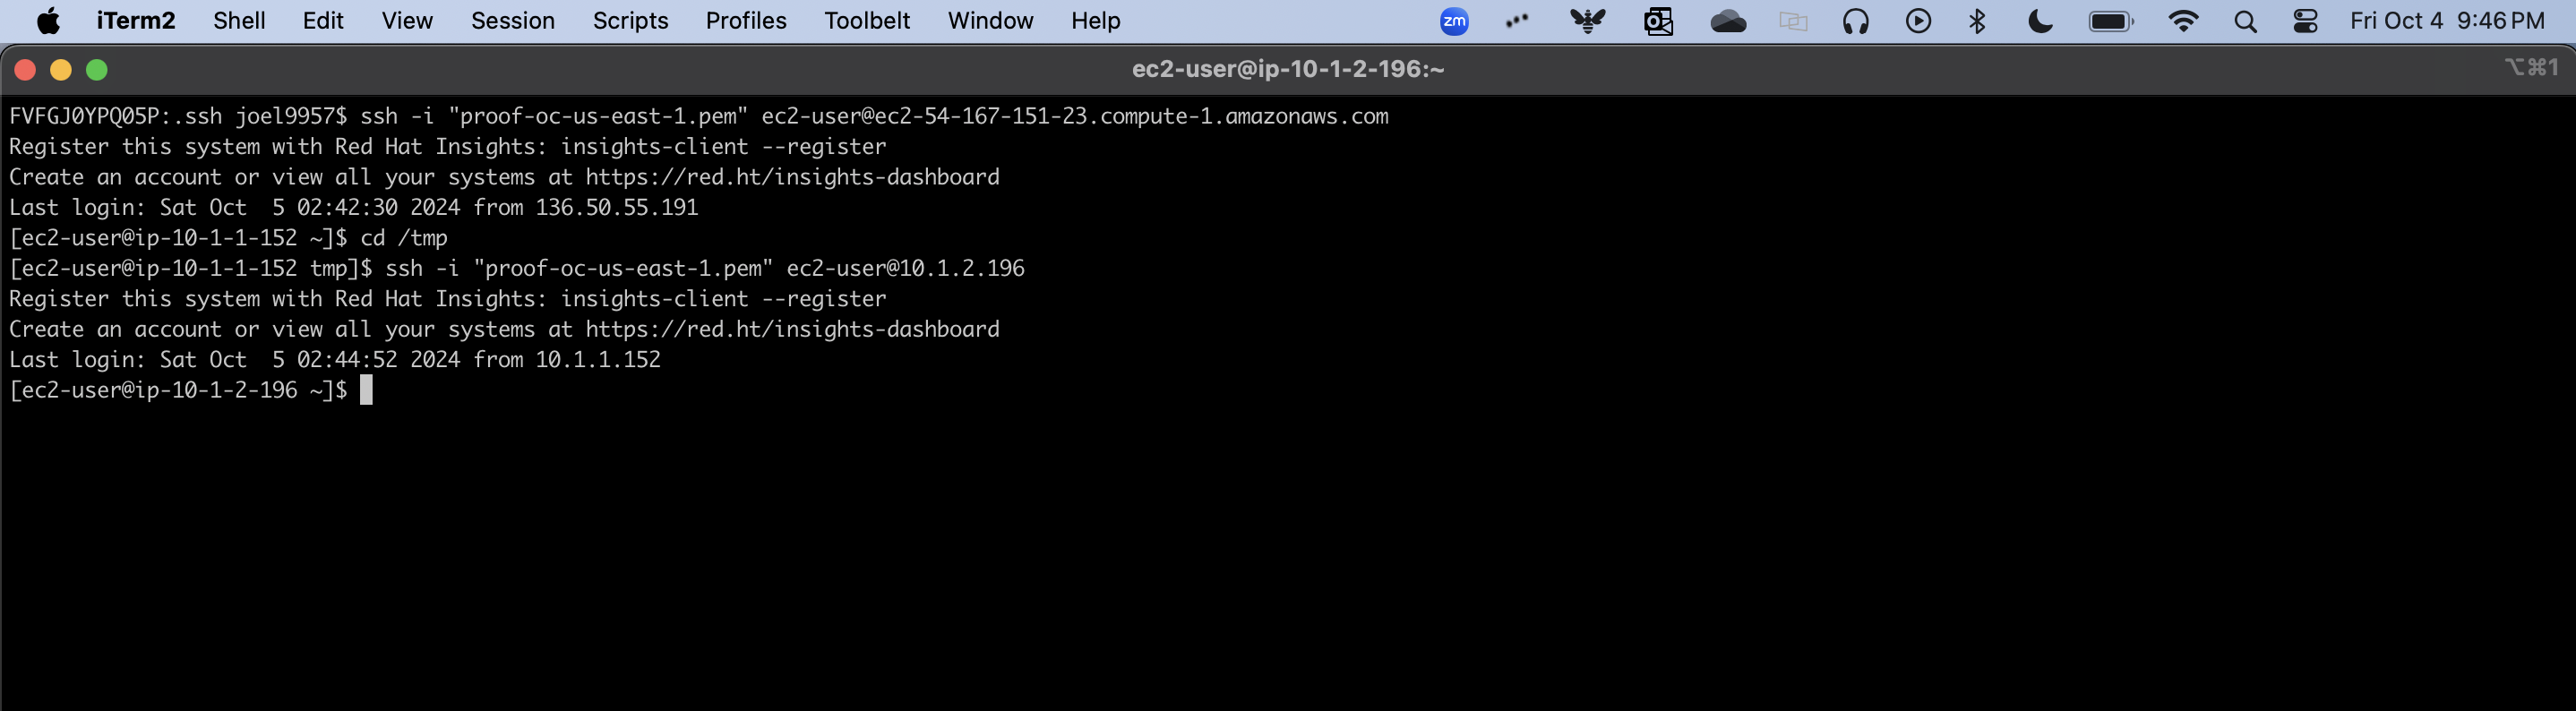 iTerm2 Shell Edit View Session Scripts Profiles Toolbelt Window Help zm Fri Oct 4 9:46 PM
ec2-user@ip-10-1-2-196:~ ⌥⌘1
FVFGJ0YPQ05P:.ssh joel9957$ ssh -i "proof-oc-us-east-1.pem" ec2-user@ec2-54-167-151-23.compute-1.amazonaws.com
Register this system with Red Hat Insights: insights-client --register
Create an account or view all your systems at https://red.ht/insights-dashboard
Last login: Sat Oct  5 02:42:30 2024 from 136.50.55.191
[ec2-user@ip-10-1-1-152 ~]$ cd /tmp
[ec2-user@ip-10-1-1-152 tmp]$ ssh -i "proof-oc-us-east-1.pem" ec2-user@10.1.2.196
Register this system with Red Hat Insights: insights-client --register
Create an account or view all your systems at https://red.ht/insights-dashboard
Last login: Sat Oct  5 02:44:52 2024 from 10.1.1.152
[ec2-user@ip-10-1-2-196 ~]$